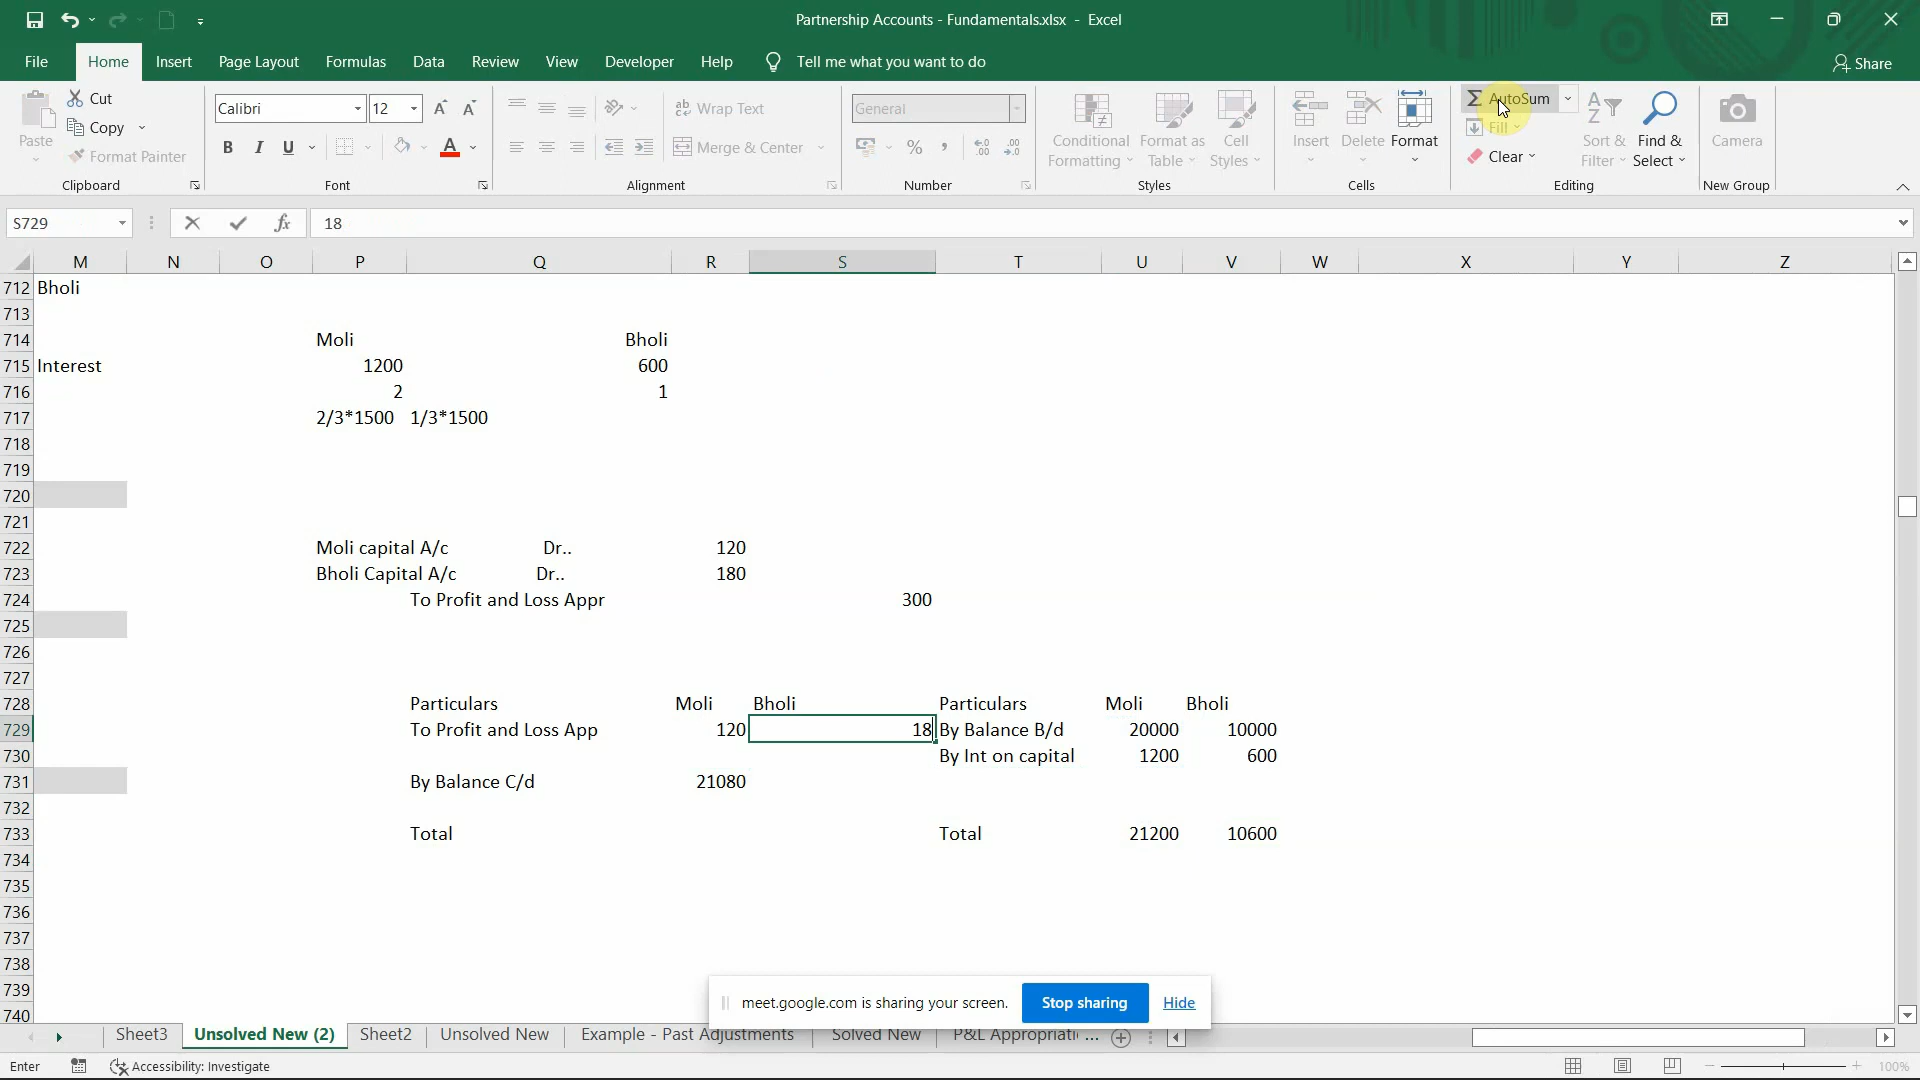 Partnership Accounts - Fundamentals.xlsx - Excel
File Home Insert Page Layout Formulas Data Review View Developer Help Tell me what you want to do Share
Paste Cut Copy Format Painter Clipboard
Calibri 12 B I U A Font
Wrap Text Merge & Center Alignment
General % , Number
Conditional Formatting Format as Table Cell Styles Styles
Insert Delete Format Cells
AutoSum Fill Clear Sort & Filter Find & Select Editing
Camera New Group
S729 fx 18
M N O P Q R S T U V W X Y Z
712 Bholi
713
714 Moli Bholi
715 Interest 1200 600
716 2 1
717 2/3*1500 1/3*1500
718
719
720
721
722 Moli capital A/c Dr.. 120
723 Bholi Capital A/c Dr.. 180
724 To Profit and Loss Appr 300
725
726
727
728 Particulars Moli Bholi Particulars Moli Bholi
729 To Profit and Loss App 120 18 By Balance B/d 20000 10000
730 By Int on capital 1200 600
731 By Balance C/d 21080
732
733 Total Total 21200 10600
734
735
736
737
738
739
740
meet.google.com is sharing your screen. Stop sharing Hide
Sheet3 Unsolved New (2) Sheet2 Unsolved New Example - Past Adjustments Solved New P&L Appropriati ...
Enter Accessibility: Investigate 100%